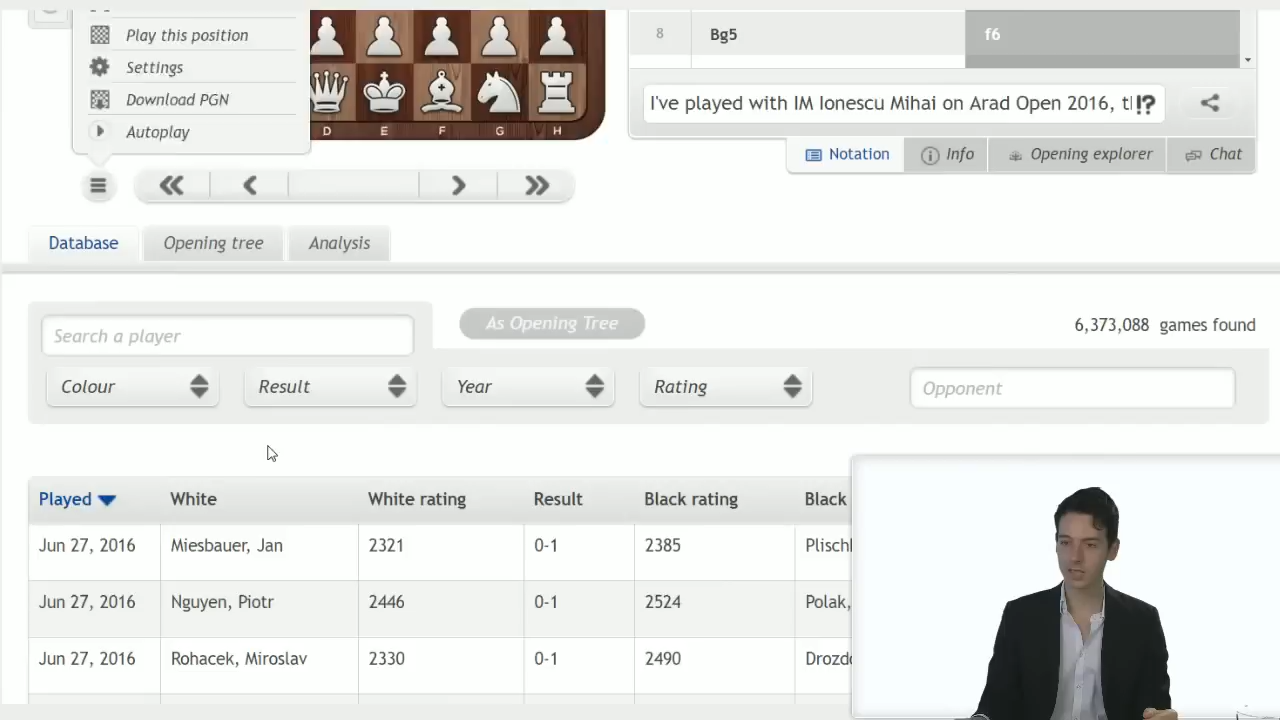 Play this position
8 Bg5 f6
Settings
Download PGN
I've played with IM Ionescu Mihai on Arad Open 2016, !?
Autoplay
D E F G H
Notation Info Opening explorer Chat
Database Opening tree Analysis
Search a player As Opening Tree 6,373,088 games found
Colour Result Year Rating Opponent
Played White White rating Result Black rating Black
Jun 27, 2016 Miesbauer, Jan 2321 0-1 2385
Jun 27, 2016 Nguyen, Piotr 2446 0-1 2524 Polak,
Jun 27, 2016 Rohacek, Miroslav 2330 0-1 2490